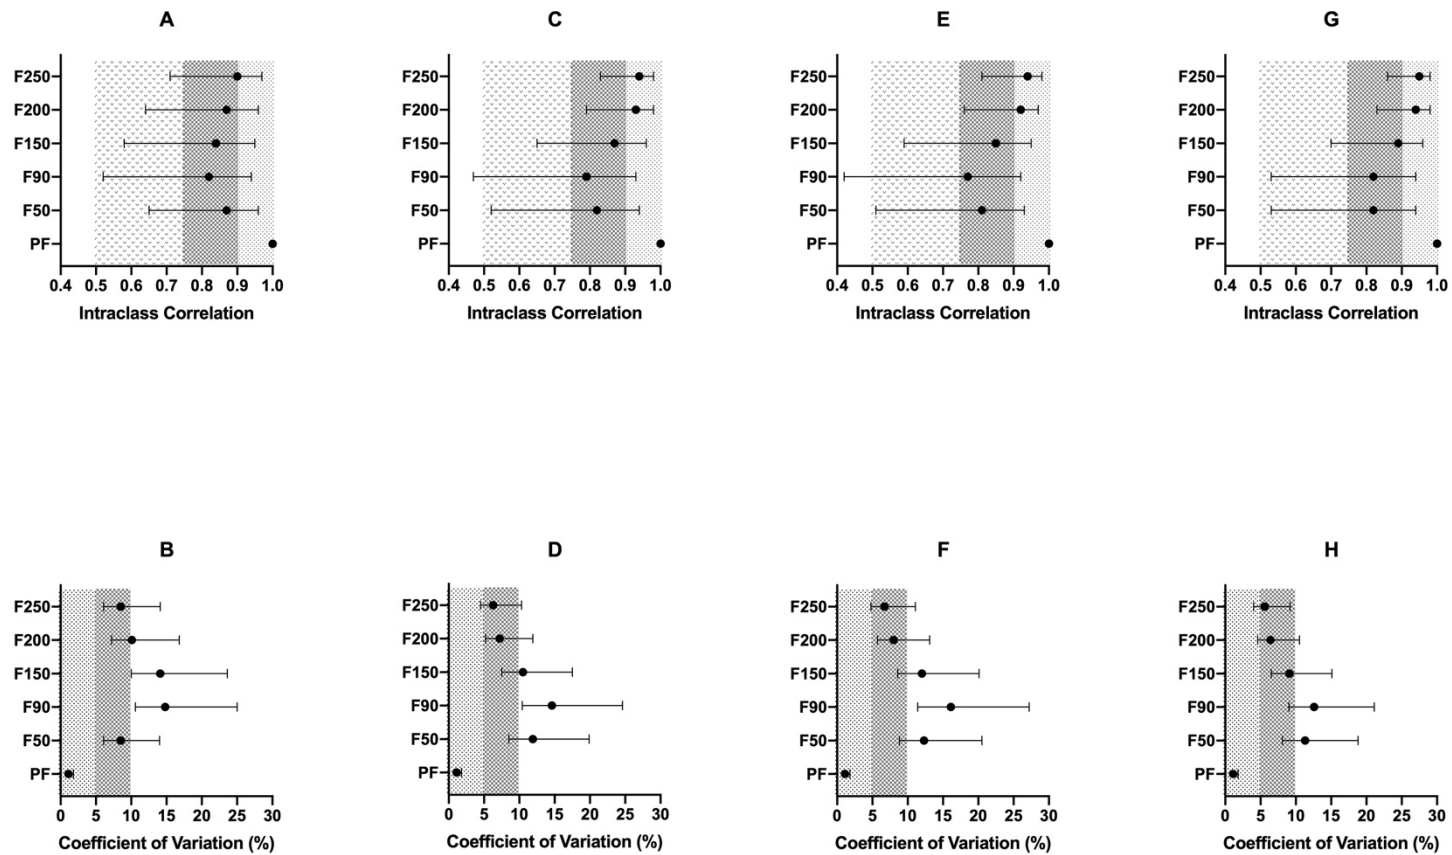 A
C
E
G
F250
F200
F150
F90
F50
PF
0.4 0.5 0.6 0.7 0.8 0.9 1.0
Intraclass Correlation
F250
F200
F150
F90
F50
PF
0.4 0.5 0.6 0.7 0.8 0.9 1.0
Intraclass Correlation
F250
F200
F150
F90
F50
PF
0.4 0.5 0.6 0.7 0.8 0.9 1.0
Intraclass Correlation
F250
F200
F150
F90
F50
PF
0.4 0.5 0.6 0.7 0.8 0.9 1.0
Intraclass Correlation
B
D
F
H
F250
F200
F150
F90
F50
PF
0 5 10 15 20 25 30
Coefficient of Variation (%)
F250
F200
F150
F90
F50
PF
0 5 10 15 20 25 30
Coefficient of Variation (%)
F250
F200
F150
F90
F50
PF
0 5 10 15 20 25 30
Coefficient of Variation (%)
F250
F200
F150
F90
F50
PF
0 5 10 15 20 25 30
Coefficient of Variation (%)